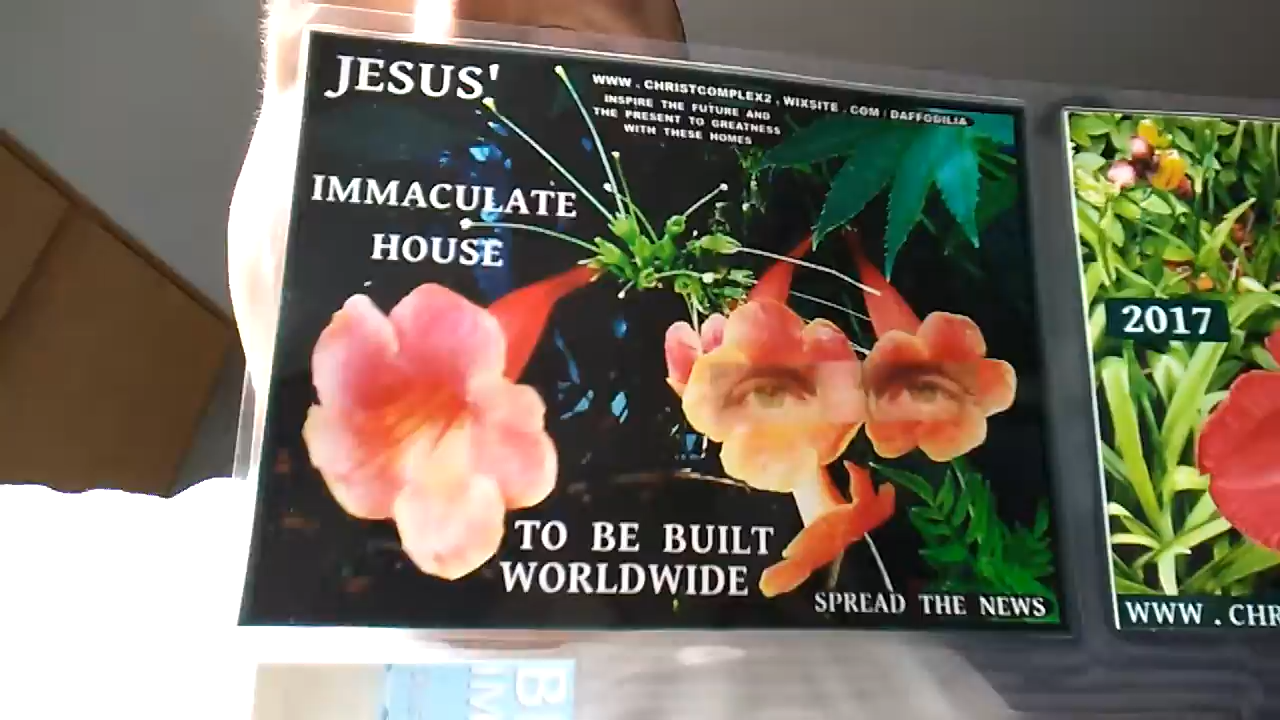 JESUS'
IMMACULATE
HOUSE
WWW . CHRISTCOMPLEX2 . WIXSITE . COM / DAFFODILIA
INSPIRE THE FUTURE AND
THE PRESENT TO GREATNESS
WITH THESE HOMES
TO BE BUILT
WORLDWIDE
SPREAD THE NEWS
2017
WWW . CHR
B
IM